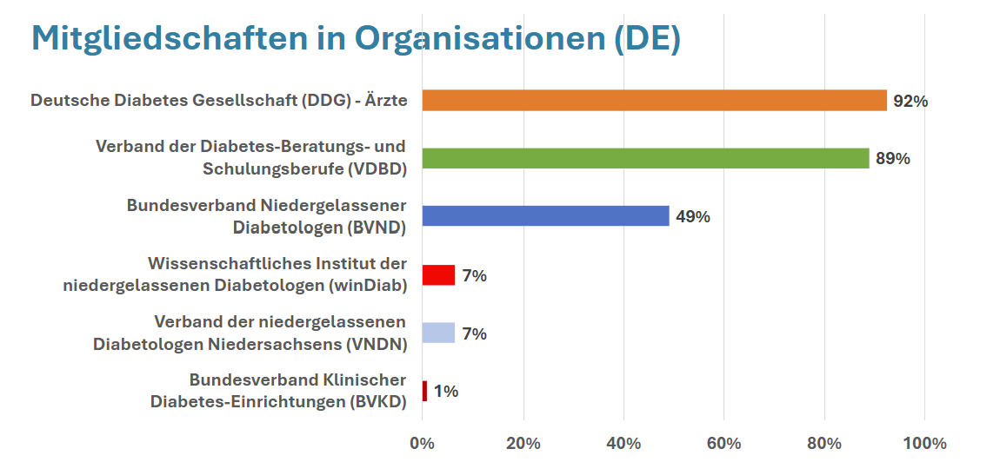 Mitgliedschaften in Organisationen (DE)
Deutsche Diabetes Gesellschaft (DDG) - Ärzte
92%
Verband der Diabetes-Beratungs- und
Schulungsberufe (VDBD)
89%
Bundesverband Niedergelassener
Diabetologen (BVND)
49%
Wissenschaftliches Institut der
niedergelassenen Diabetologen (winDiab)
7%
Verband der niedergelassenen
Diabetologen Niedersachsens (VNDN)
7%
Bundesverband Klinischer
Diabetes-Einrichtungen (BVKD)
1%
0% 20% 40% 60% 80% 100%